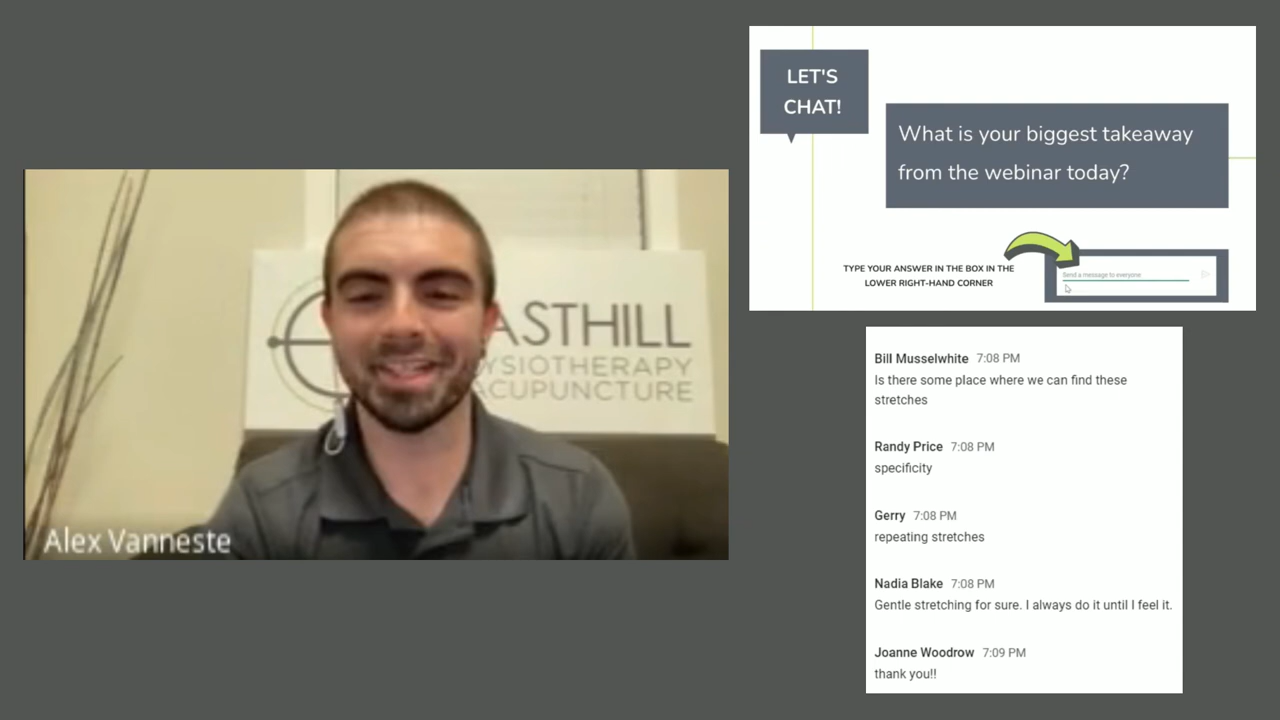 ASTHILL
YSIOTHERAPY
ACUPUNCTURE
Alex Vanneste
LET'S
CHAT!
What is your biggest takeaway
from the webinar today?
TYPE YOUR ANSWER IN THE BOX IN THE
LOWER RIGHT-HAND CORNER
Send a message to everyone
Bill Musselwhite 7:08 PM
Is there some place where we can find these
stretches
Randy Price 7:08 PM
specificity
Gerry 7:08 PM
repeating stretches
Nadia Blake 7:08 PM
Gentle stretching for sure. I always do it until I feel it.
Joanne Woodrow 7:09 PM
thank you!!